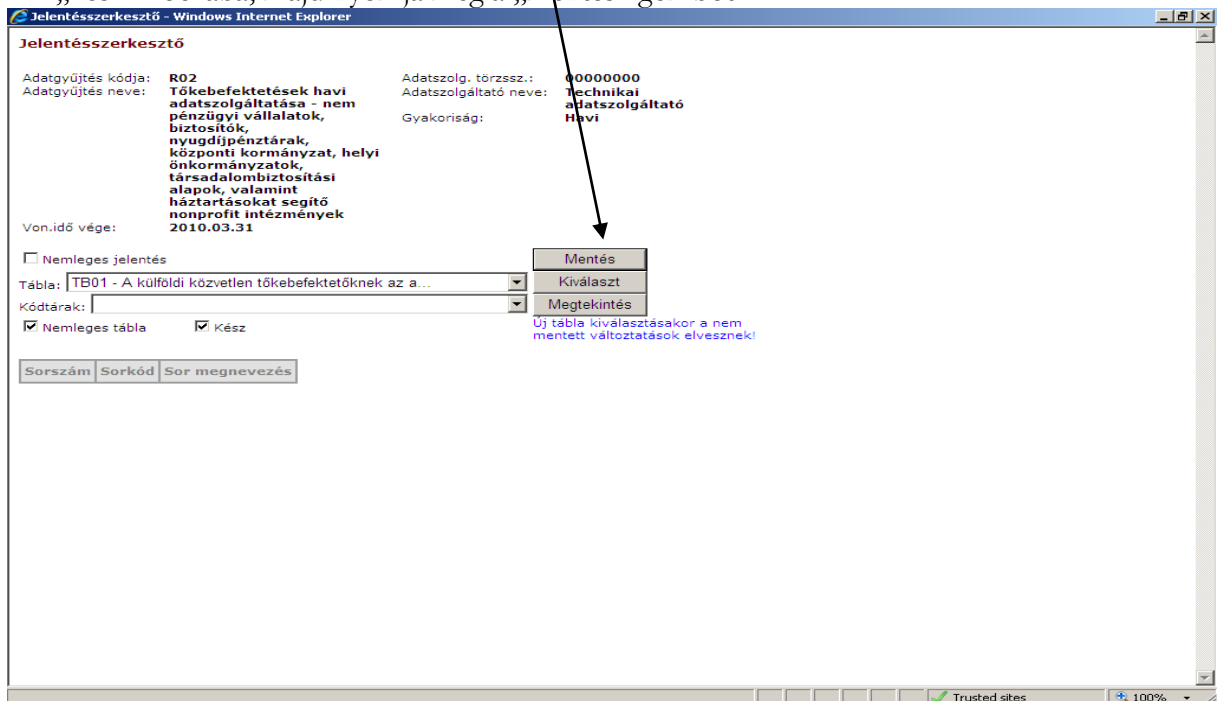 Jelentésszerkesztő - Windows Internet Explorer
Jelentésszerkesztő
Adatgyűjtés kódja: R02
Adatgyűjtés neve: Tőkebefektetések havi
adatszolgáltatása - nem
pénzügyi vállalatok,
biztosítók,
nyugdíjpénztárak,
központi kormányzat, helyi
önkormányzatok,
társadalombiztosítási
alapok, valamint
háztartásokat segítő
nonprofit intézmények
Von.idő vége: 2010.03.31
Adatszolg. törzssz.: 00000000
Adatszolgáltató neve: Technikai
adatszolgáltató
Gyakoriság: Havi
Nemleges jelentés
Mentés
Tábla: TB01 - A külföldi közvetlen tőkebefektetőknek az a...
Kiválaszt
Kódtárak:
Megtekintés
Nemleges tábla Kész
Új tábla kiválasztásakor a nem
mentett változtatások elvesznek!
Sorszám Sorkód Sor megnevezés
Trusted sites 100%